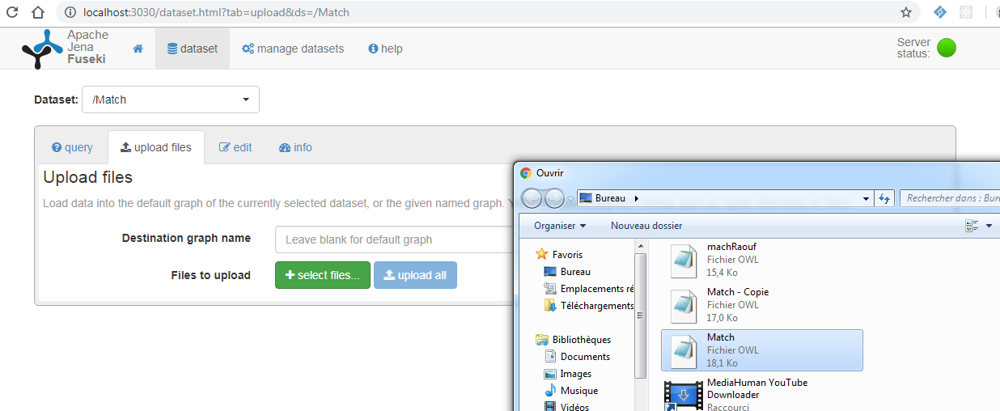 localhost:3030/dataset.html?tab=upload&ds=/Match
Apache
Jena
Fuseki
dataset
manage datasets
help
Server
status:
Dataset:
/Match
query
upload files
edit
info
Upload files
Load data into the default graph of the currently selected dataset, or the given named graph. Y
Destination graph name
Leave blank for default graph
Files to upload
select files...
upload all
Ouvrir
Bureau
Rechercher dans : Bure
Organiser
Nouveau dossier
Favoris
Bureau
Emplacements ré
Téléchargements
Bibliothèques
Documents
Images
Musique
Vidéos
machRaouf
Fichier OWL
15,4 Ko
Match - Copie
Fichier OWL
17,0 Ko
Match
Fichier OWL
18,1 Ko
MediaHuman YouTube
Downloader
Raccourci